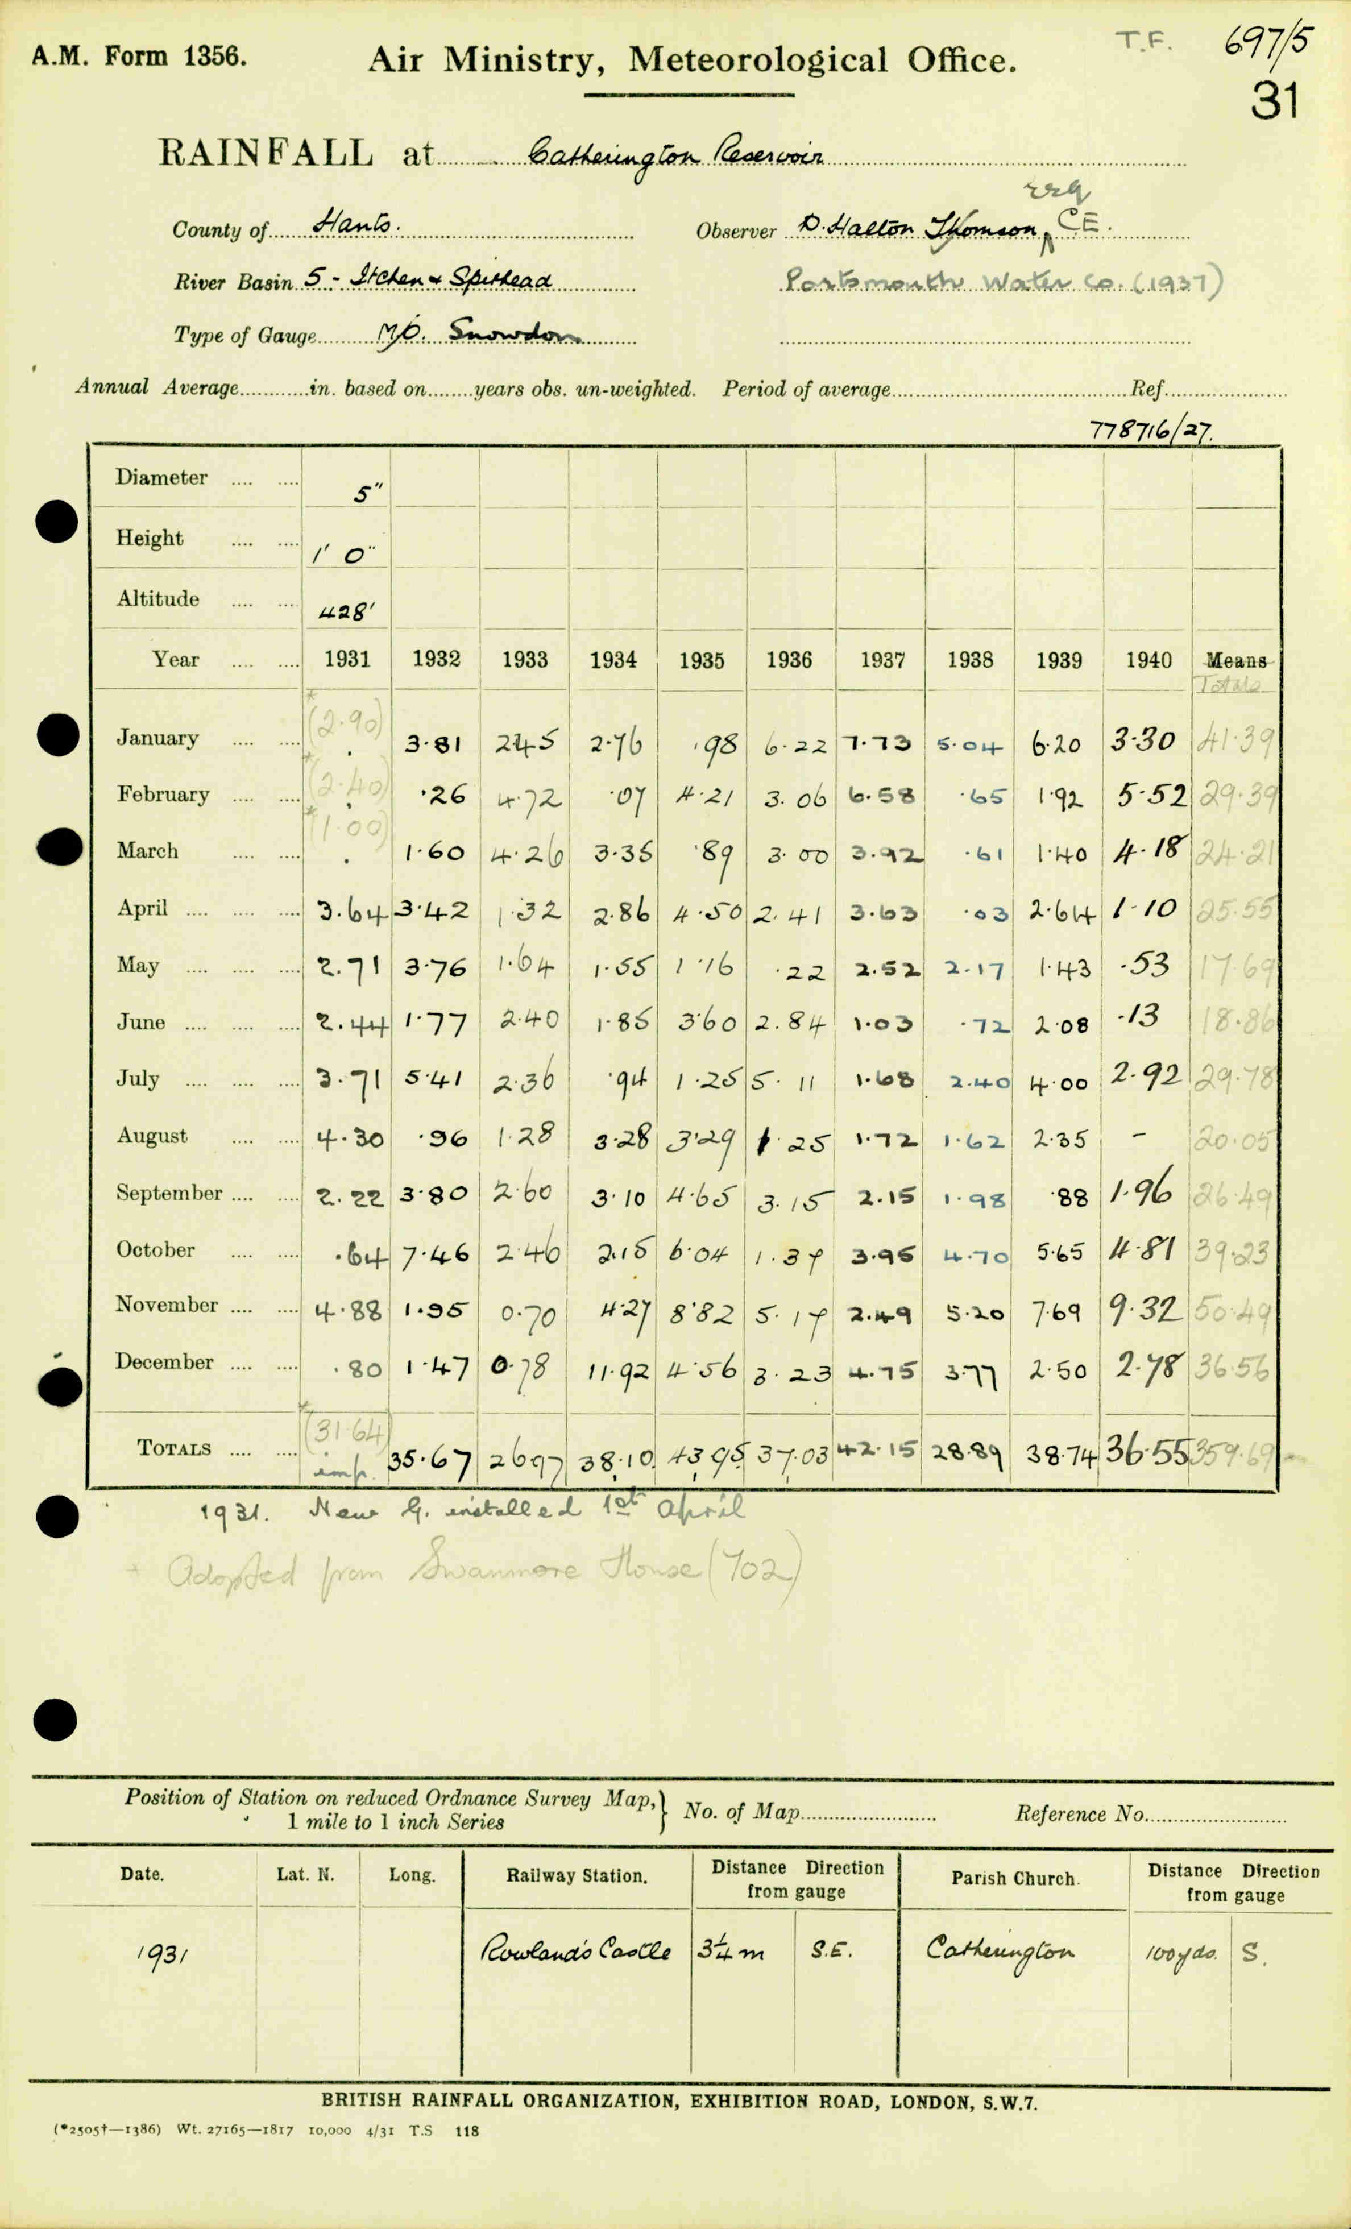 T.F. 697/5
A.M. Form 1356. Air Ministry, Meteorological Office.
31
RAINFALL at Catherington Reservoir
County of Hants. Observer D. Halton Thomson, Esq CE.
River Basin 5 - Itchen & Spithead Portsmouth Water Co. (1937)
Type of Gauge M.O. Snowdon
Annual Average............in. based on........years obs. un-weighted. Period of average........................................Ref......................
778716/27.
Diameter .... .... 5"
Height .... .... 1' 0"
Altitude .... .... 428'
Year .... .... 1931 1932 1933 1934 1935 1936 1937 1938 1939 1940 Means
Totals
January .... .... * (2.90) 3.81 2.45 2.76 .98 6.22 7.73 5.04 6.20 3.30 41.39
February .... .... * (2.40) .26 4.72 .07 4.21 3.06 6.58 .65 1.92 5.52 29.39
March .... .... * (1.00) 1.60 4.26 3.35 .89 3.00 3.92 .61 1.40 4.18 24.21
April .... .... .... 3.64 3.42 1.32 2.86 4.50 2.41 3.63 .03 2.64 1.10 25.55
May .... .... .... 2.71 3.76 1.64 1.55 1.16 .22 2.52 2.17 1.43 .53 17.69
June .... .... .... 2.44 1.77 2.40 1.85 3.60 2.84 1.03 .72 2.08 .13 18.86
July .... .... .... 3.71 5.41 2.36 .94 1.25 5.11 1.68 2.40 4.00 2.92 29.78
August .... .... 4.30 .96 1.28 3.28 3.29 1.25 1.72 1.62 2.35 - 20.05
September .... .... 2.22 3.80 2.60 3.10 4.65 3.15 2.15 1.98 .88 1.96 26.49
October .... .... .64 7.46 2.46 2.15 6.04 1.37 3.95 4.70 5.65 4.81 39.23
November .... .... 4.88 1.95 0.70 4.27 8.82 5.17 2.49 5.20 7.69 9.32 50.49
December .... .... .80 1.47 0.78 11.92 4.56 3.23 4.75 3.77 2.50 2.78 36.56
TOTALS .... .... * (31.64) imp. 35.67 26.97 38.10 43.95 37.03 42.15 28.89 38.74 36.55 359.69
1931. New G. installed 1st April
* Adopted from Swanmore House (702)
Position of Station on reduced Ordnance Survey Map, } No. of Map........................ Reference No.........................
1 mile to 1 inch Series
Date. Lat. N. Long. Railway Station. Distance Direction from gauge Parish Church. Distance Direction from gauge
1931 Rowland's Castle 3¼ m S.E. Catherington 100 yds. S.
BRITISH RAINFALL ORGANIZATION, EXHIBITION ROAD, LONDON, S.W.7.
(*2505†—1386) Wt. 27165—1817 10,000 4/31 T.S 118